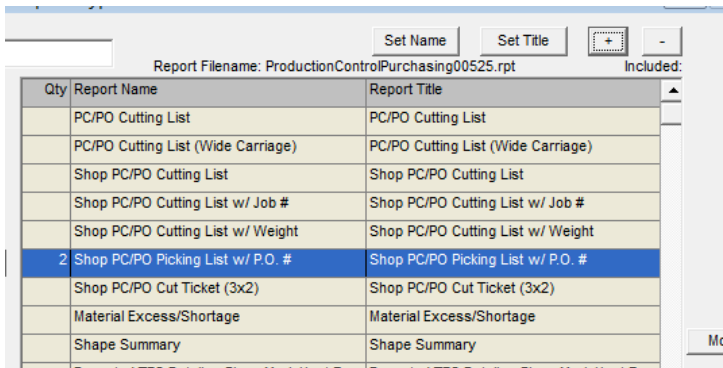 Set Name Set Title + -
Report Filename: ProductionControlPurchasing00525.rpt Included:
Qty Report Name Report Title
PC/PO Cutting List PC/PO Cutting List
PC/PO Cutting List (Wide Carriage) PC/PO Cutting List (Wide Carriage)
Shop PC/PO Cutting List Shop PC/PO Cutting List
Shop PC/PO Cutting List w/ Job # Shop PC/PO Cutting List w/ Job #
Shop PC/PO Cutting List w/ Weight Shop PC/PO Cutting List w/ Weight
2 Shop PC/PO Picking List w/ P.O. # Shop PC/PO Picking List w/ P.O. #
Shop PC/PO Cut Ticket (3x2) Shop PC/PO Cut Ticket (3x2)
Material Excess/Shortage Material Excess/Shortage
Shape Summary Shape Summary